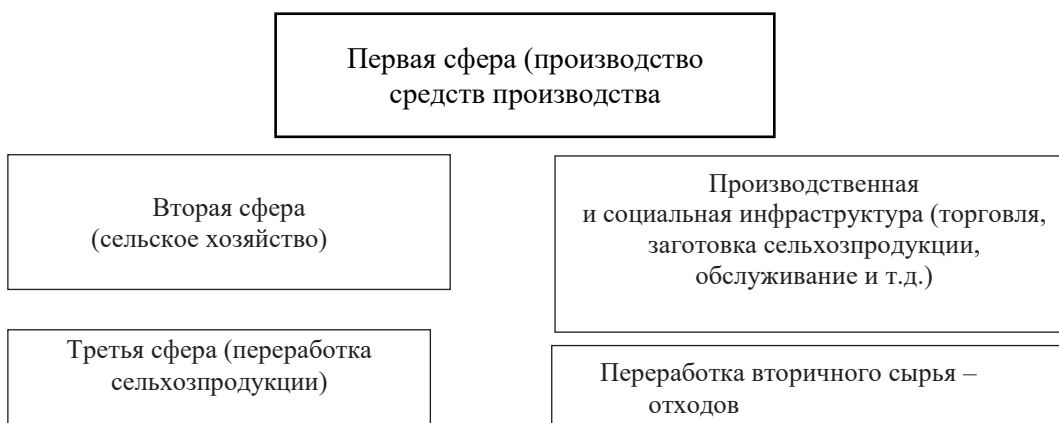 Первая сфера (производство
средств производства
Вторая сфера
(сельское хозяйство)
Производственная
и социальная инфраструктура (торговля,
заготовка сельхозпродукции,
обслуживание и т.д.)
Третья сфера (переработка
сельхозпродукции)
Переработка вторичного сырья –
отходов